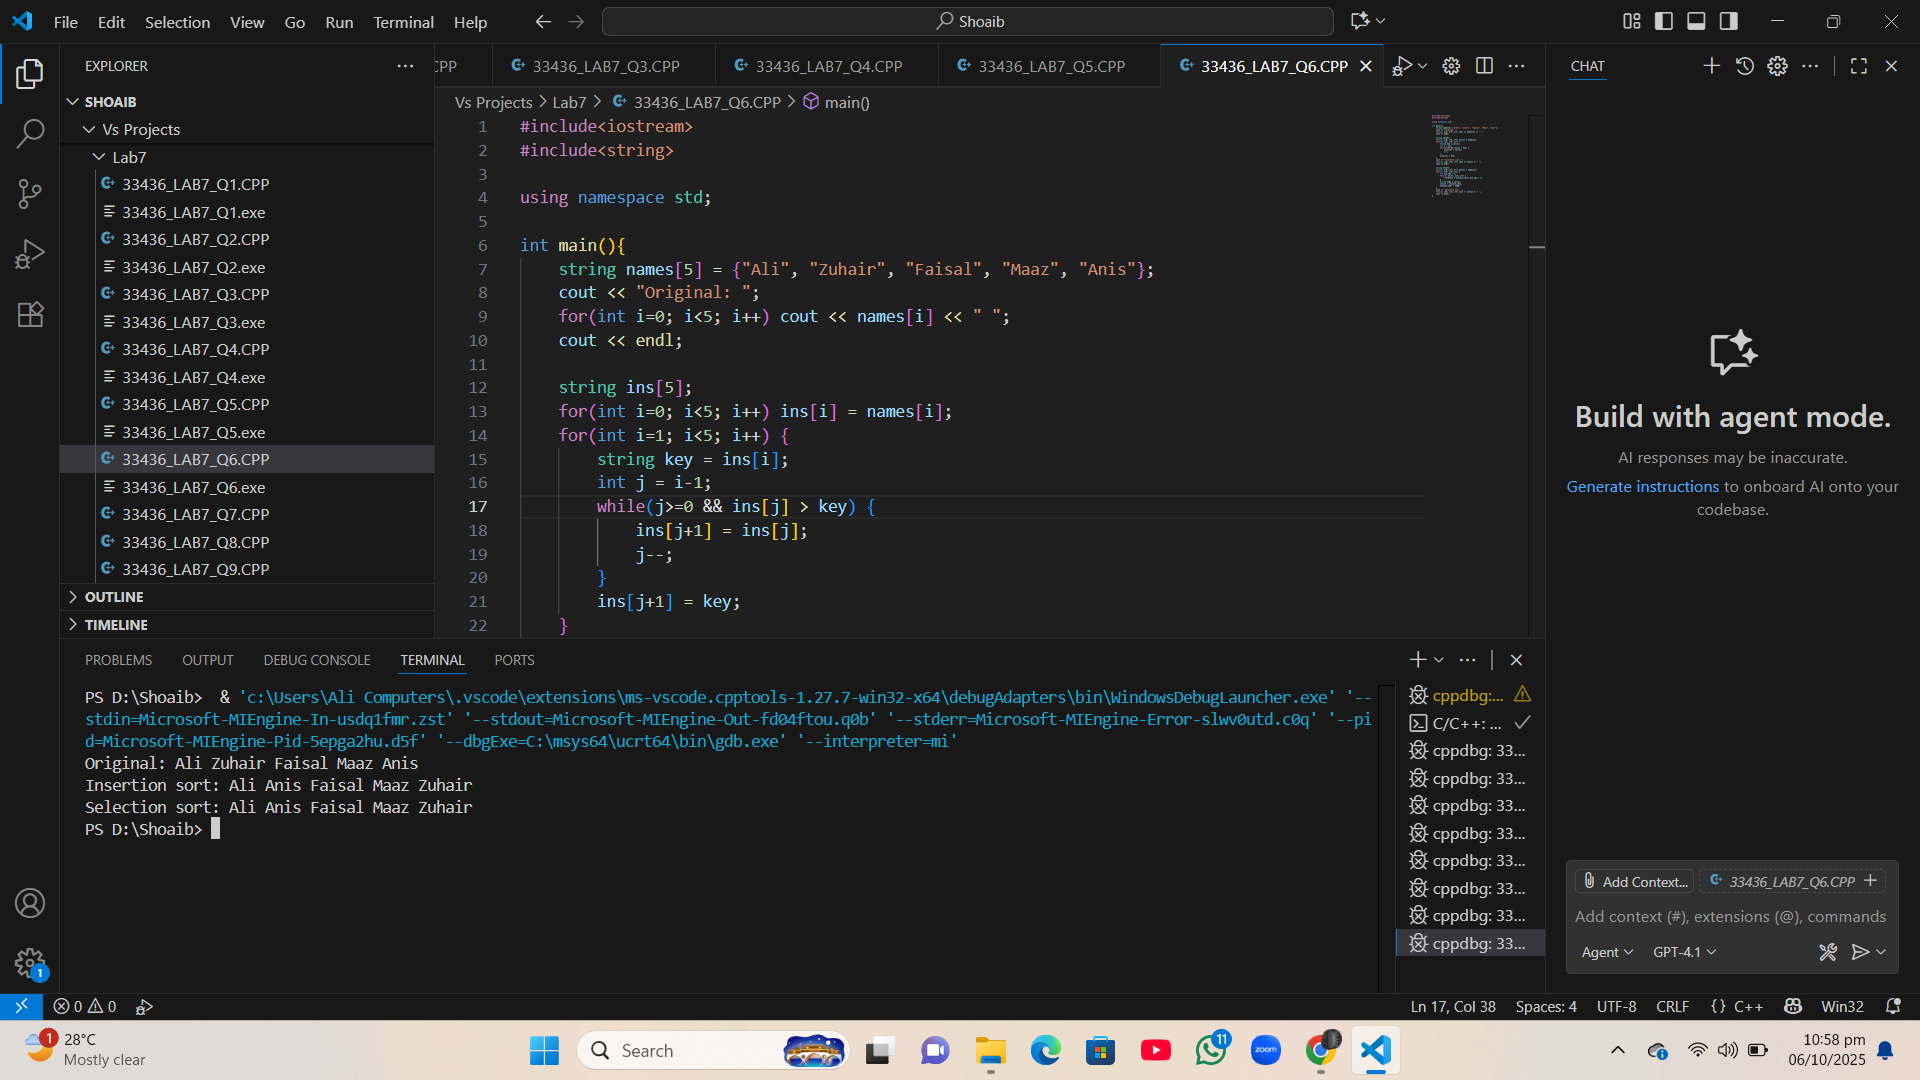 File Edit Selection View Go Run Terminal Help
Shoaib
EXPLORER
SHOAIB
Vs Projects
Lab7
33436_LAB7_Q1.CPP
33436_LAB7_Q1.exe
33436_LAB7_Q2.CPP
33436_LAB7_Q2.exe
33436_LAB7_Q3.CPP
33436_LAB7_Q3.exe
33436_LAB7_Q4.CPP
33436_LAB7_Q4.exe
33436_LAB7_Q5.CPP
33436_LAB7_Q5.exe
33436_LAB7_Q6.CPP
33436_LAB7_Q6.exe
33436_LAB7_Q7.CPP
33436_LAB7_Q8.CPP
33436_LAB7_Q9.CPP
OUTLINE
TIMELINE
CPP 33436_LAB7_Q3.CPP 33436_LAB7_Q4.CPP 33436_LAB7_Q5.CPP 33436_LAB7_Q6.CPP
Vs Projects > Lab7 > 33436_LAB7_Q6.CPP > main()
1 #include<iostream>
2 #include<string>
3
4 using namespace std;
5
6 int main(){
7 string names[5] = {"Ali", "Zuhair", "Faisal", "Maaz", "Anis"};
8 cout << "Original: ";
9 for(int i=0; i<5; i++) cout << names[i] << " ";
10 cout << endl;
11
12 string ins[5];
13 for(int i=0; i<5; i++) ins[i] = names[i];
14 for(int i=1; i<5; i++) {
15 string key = ins[i];
16 int j = i-1;
17 while(j>=0 && ins[j] > key) {
18 ins[j+1] = ins[j];
19 j--;
20 }
21 ins[j+1] = key;
22 }
PROBLEMS OUTPUT DEBUG CONSOLE TERMINAL PORTS
PS D:\Shoaib>  & 'c:\Users\Ali Computers\.vscode\extensions\ms-vscode.cpptools-1.27.7-win32-x64\debugAdapters\bin\WindowsDebugLauncher.exe' '--
stdin=Microsoft-MIEngine-In-usdq1fmr.zst' '--stdout=Microsoft-MIEngine-Out-fd04ftou.q0b' '--stderr=Microsoft-MIEngine-Error-slwv0utd.c0q' '--pi
d=Microsoft-MIEngine-Pid-5epga2hu.d5f' '--dbgExe=C:\msys64\ucrt64\bin\gdb.exe' '--interpreter=mi'
Original: Ali Zuhair Faisal Maaz Anis
Insertion sort: Ali Anis Faisal Maaz Zuhair
Selection sort: Ali Anis Faisal Maaz Zuhair
PS D:\Shoaib>
cppdbg:...
C/C++: ...
cppdbg: 33...
cppdbg: 33...
cppdbg: 33...
cppdbg: 33...
cppdbg: 33...
cppdbg: 33...
cppdbg: 33...
cppdbg: 33...
CHAT
Build with agent mode.
AI responses may be inaccurate.
Generate instructions to onboard AI onto your
codebase.
Add Context... 33436_LAB7_Q6.CPP
Add context (#), extensions (@), commands
Agent GPT-4.1
1
0 0
Ln 17, Col 38 Spaces: 4 UTF-8 CRLF {} C++ Win32
1
28°C
Mostly clear
Search
zoom
11
10:58 pm
06/10/2025